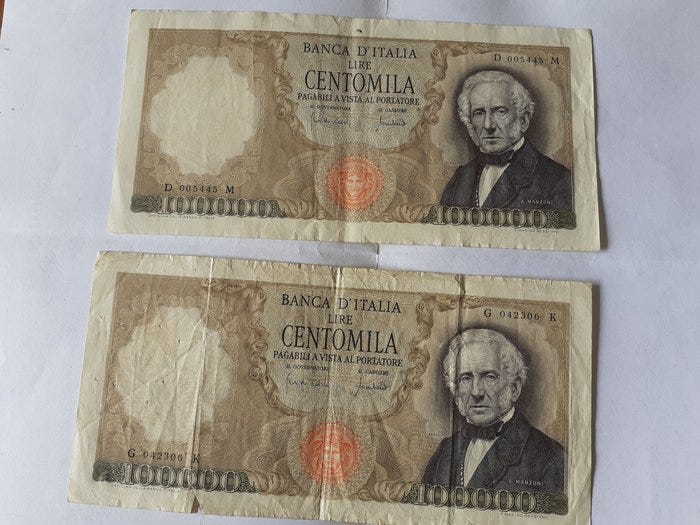 BANCA D'ITALIA
D 005445 M
LIRE
CENTOMILA
PAGABILI A VISTA AL PORTATORE
IL GOVERNATORE IL CASSIERE
D 005445 M
A. MANZONI
100000 100000
BANCA D'ITALIA
G 042306 K
LIRE
CENTOMILA
PAGABILI A VISTA AL PORTATORE
IL GOVERNATORE IL CASSIERE
G 042306 K
A. MANZONI
100000 100000